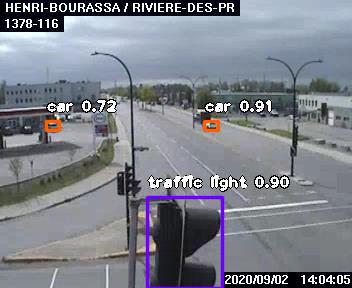 HENRI-BOURASSA / RIVIERE-DES-PR
1378-116
car 0.72
car 0.91
traffic light 0.90
2020/09/02 14:04:05